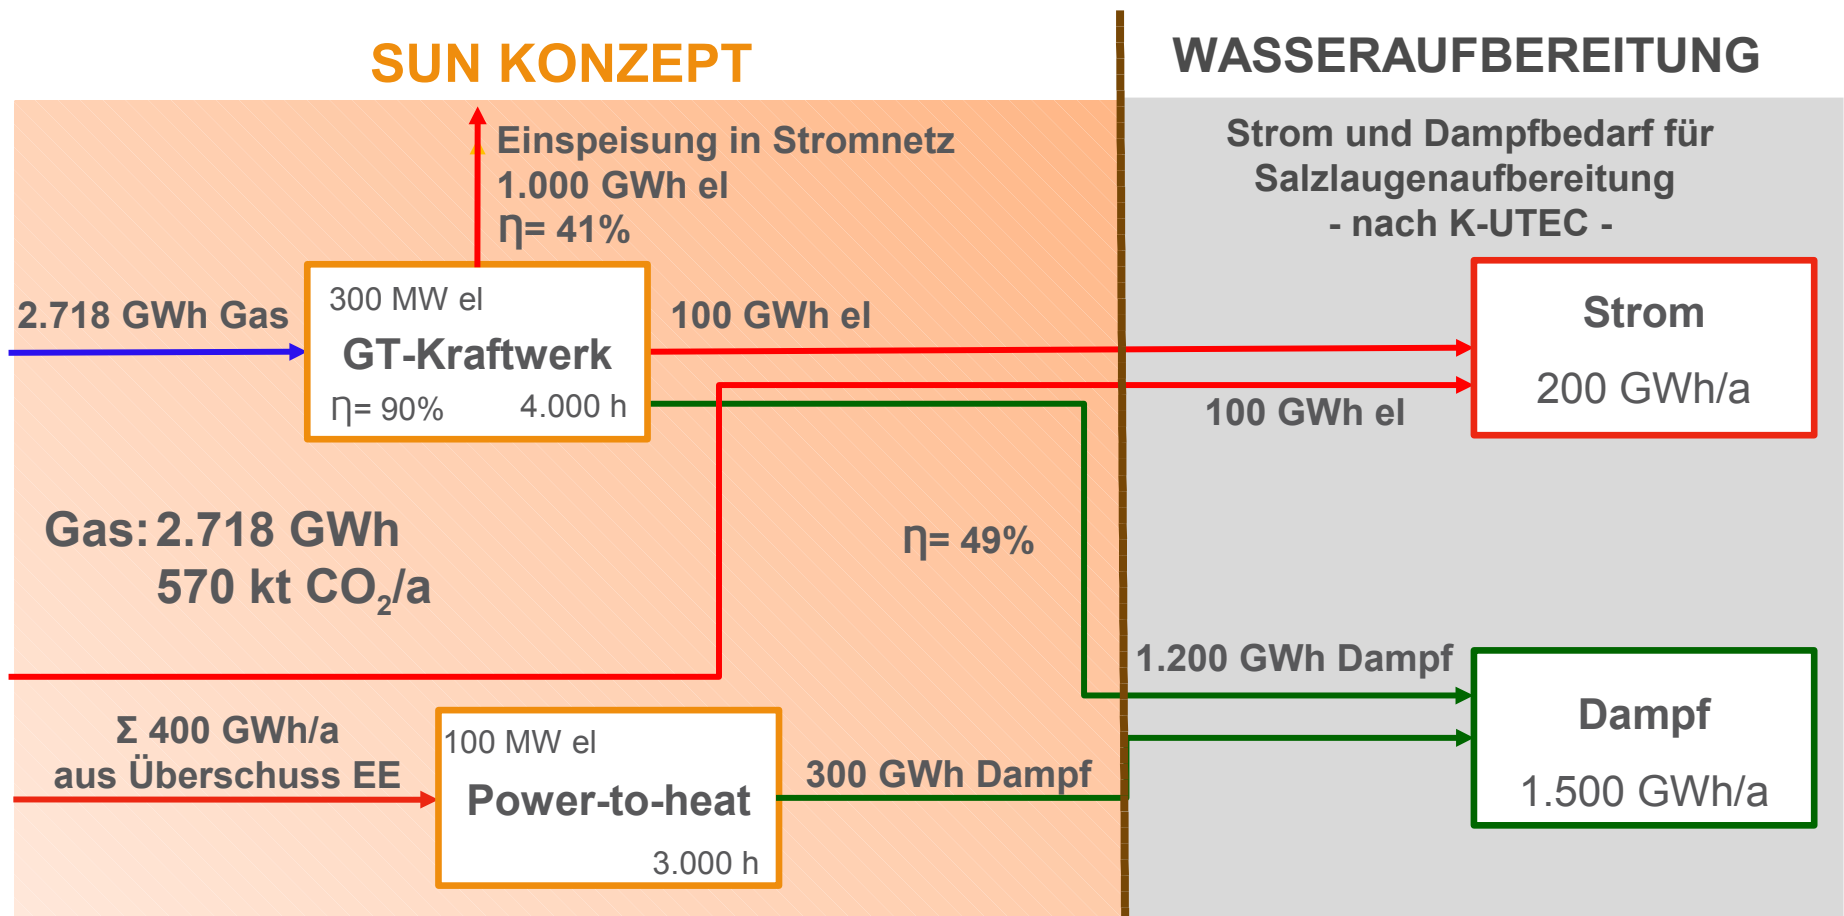 SUN KONZEPT
WASSERAUFBEREITUNG
Einspeisung in Stromnetz
1.000 GWh el
Ƞ= 41%
Strom und Dampfbedarf für
Salzlaugenaufbereitung
- nach K-UTEC -
2.718 GWh Gas
300 MW el
GT-Kraftwerk
Ƞ= 90%
4.000 h
100 GWh el
Strom
200 GWh/a
100 GWh el
Gas: 2.718 GWh
570 kt CO₂/a
Ƞ= 49%
1.200 GWh Dampf
Σ 400 GWh/a
aus Überschuss EE
100 MW el
Power-to-heat
3.000 h
300 GWh Dampf
Dampf
1.500 GWh/a